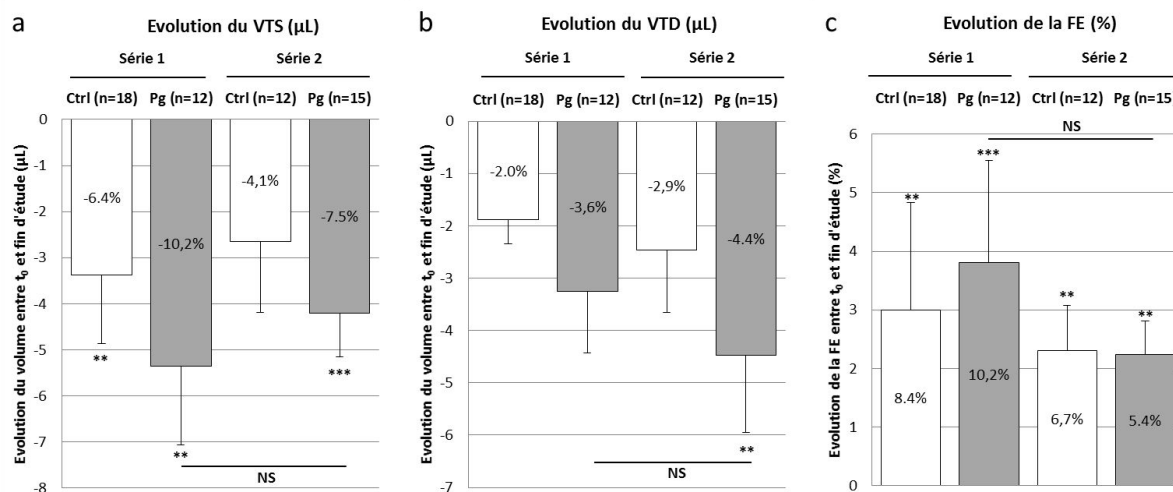 a
Evolution du VTS (µL)
Série 1 Série 2
Ctrl (n=18) Pg (n=12) Ctrl (n=12) Pg (n=15)
Evolution du volume entre t₀ et fin d'étude (µL)
0
-1
-2
-3
-4
-5
-6
-7
-8
-6.4%
-10,2%
-4,1%
-7.5%
**
**
***
NS
b
Evolution du VTD (µL)
Série 1 Série 2
Ctrl (n=18) Pg (n=12) Ctrl (n=12) Pg (n=15)
Evolution du volume entre t₀ et fin d'étude (µL)
0
-1
-2
-3
-4
-5
-6
-7
-2.0%
-3,6%
-2,9%
-4.4%
**
NS
c
Evolution de la FE (%)
Série 1 Série 2
Ctrl (n=18) Pg (n=12) Ctrl (n=12) Pg (n=15
Evolution de la FE entre t₀ et fin d'étude (%)
6
5
4
3
2
1
0
NS
**
***
**
**
8.4%
10,2%
6,7%
5.4%